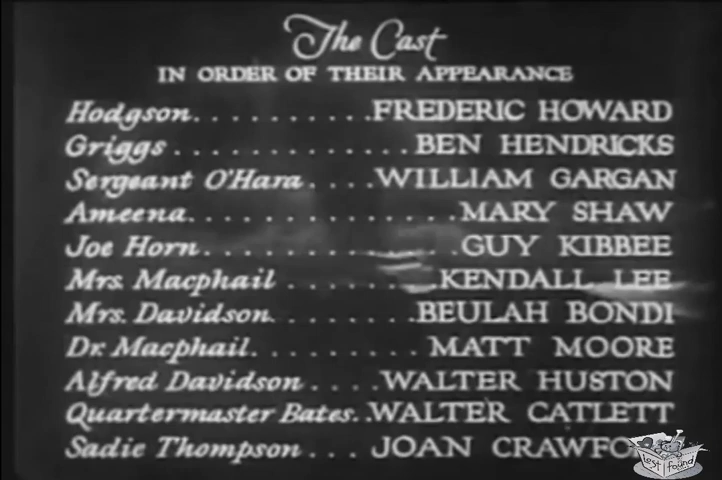 The Cast
IN ORDER OF THEIR APPEARANCE
Hodgson..........FREDERIC HOWARD
Griggs.............BEN HENDRICKS
Sergeant O'Hara....WILLIAM GARGAN
Ameena...............MARY SHAW
Joe Horn..............GUY KIBBEE
Mrs. Macphail........KENDALL LEE
Mrs. Davidson........BEULAH BONDI
Dr. Macphail.........MATT MOORE
Alfred Davidson....WALTER HUSTON
Quartermaster Bates..WALTER CATLETT
Sadie Thompson...JOAN CRAWFO
lost found